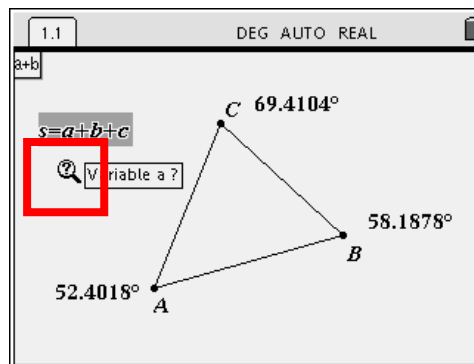 1.1 DEG AUTO REAL
a+b
C 69.4104°
s=a+b+c
Variable a ?
58.1878°
B
52.4018°
A